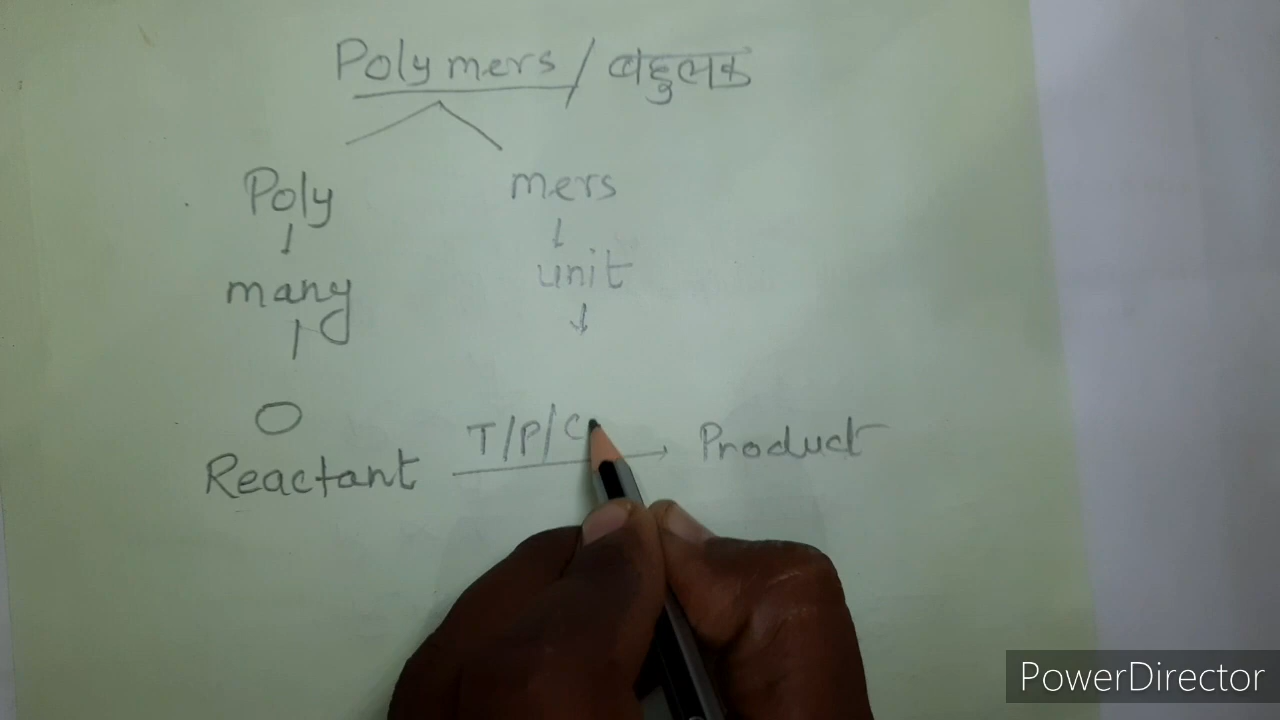 Polymers / बहुलक
Poly mers
many unit
Reactant T/P/C Product
PowerDirector